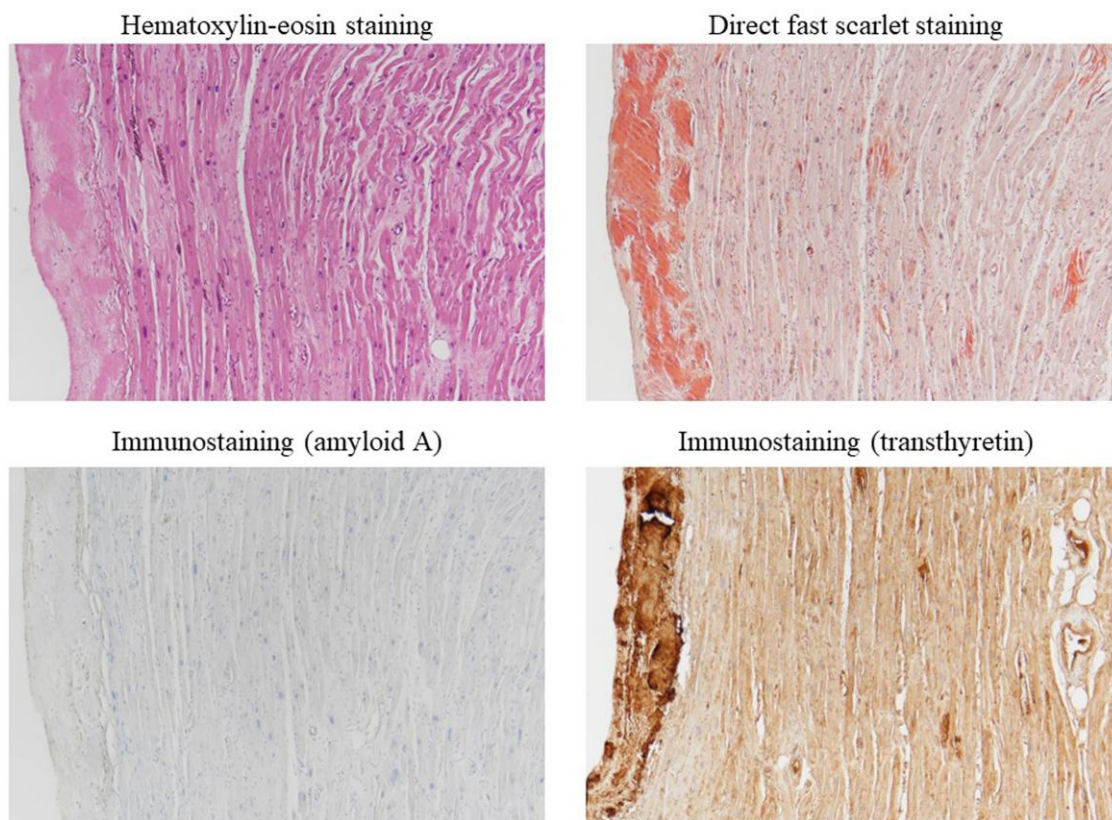 Hematoxylin-eosin staining
Direct fast scarlet staining
Immunostaining (amyloid A)
Immunostaining (transthyretin)